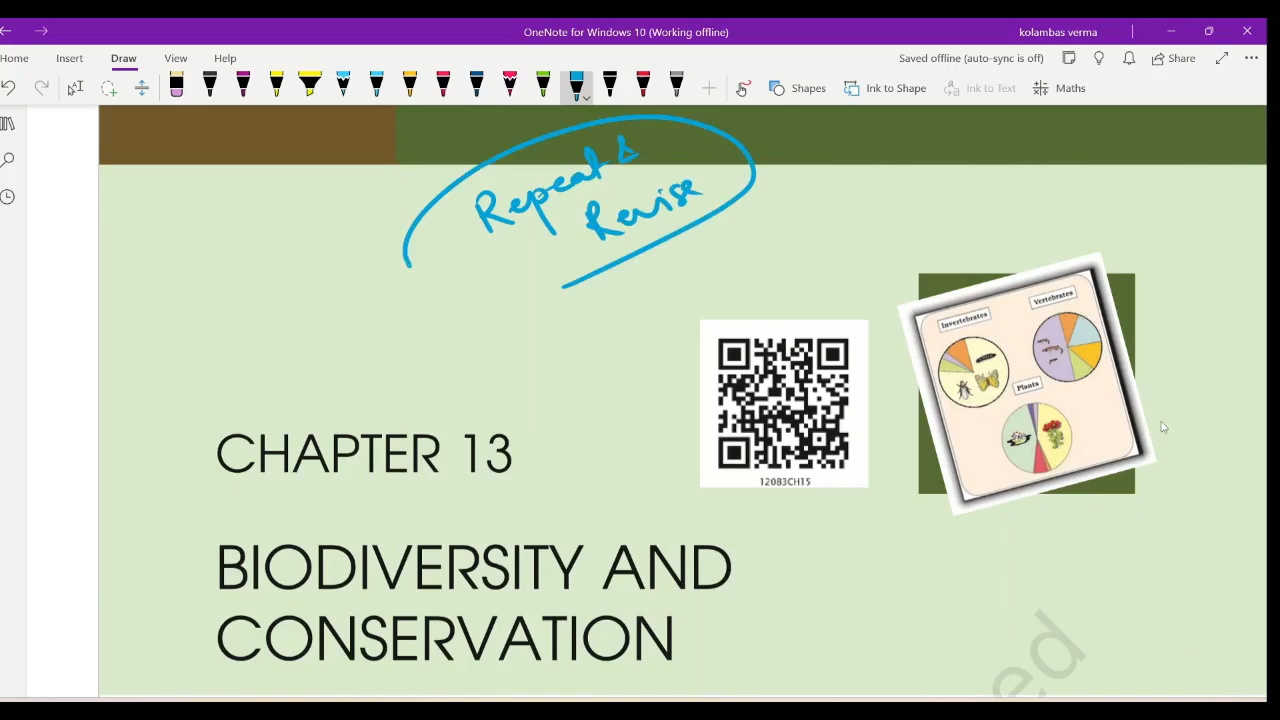 OneNote for Windows 10 (Working offline)
kolambas verma
Home Insert Draw View Help
Saved offline (auto-sync is off)
Share
Shapes
Ink to Shape
Ink to Text
Maths
Repeat &
Revise
Invertebrates
Vertebrates
Plants
12083CH15
CHAPTER 13
BIODIVERSITY AND
CONSERVATION
ed